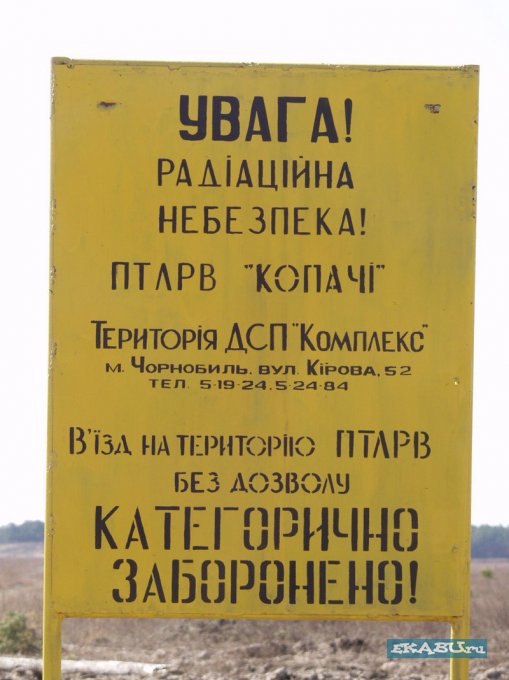 УВАГА!
РАДІАЦІЙНА
НЕБЕЗПЕКА!
ПТЛРВ "КОПАЧІ"
ТЕРИТОРІЯ ДСП "КОМПЛЕКС"
М. ЧОРНОБИЛЬ. ВУЛ. КІРОВА, 52
ТЕЛ. 5-19-24, 5-24-84
В'ЇЗД НА ТЕРИТОРІЮ ПТЛРВ
БЕЗ ДОЗВОЛУ
КАТЕГОРИЧНО
ЗАБОРОНЕНО!
EKABU.ru